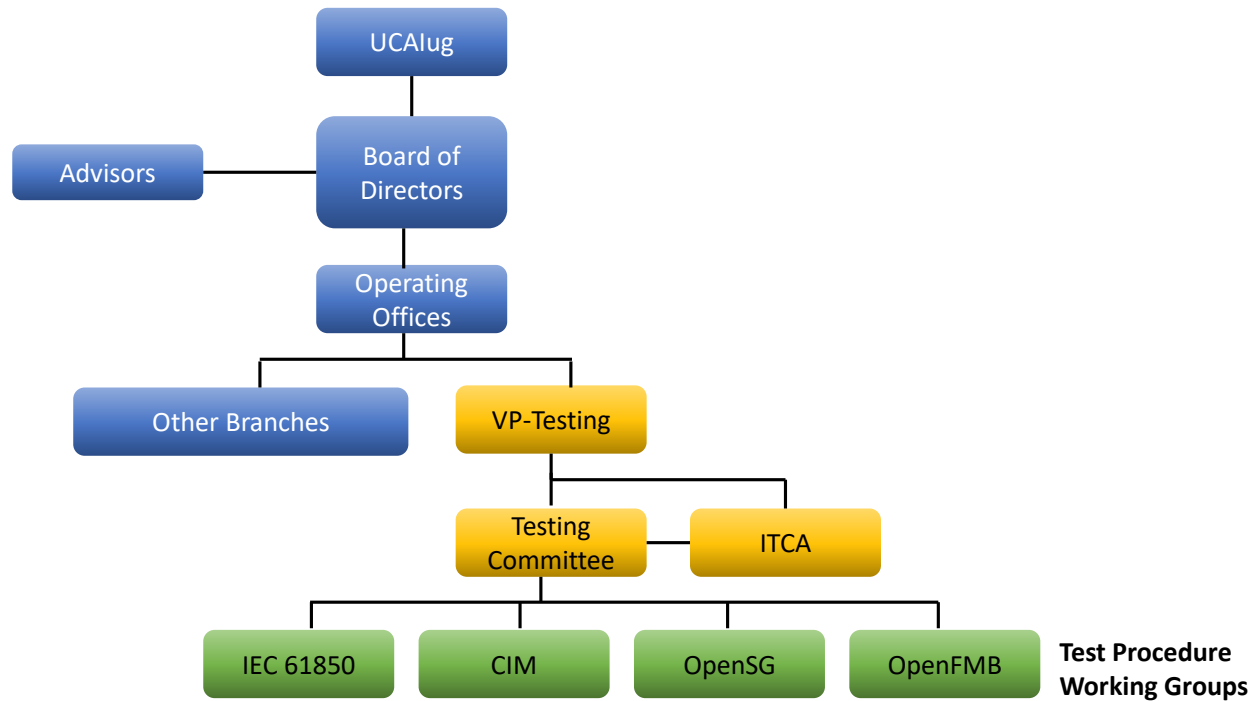 UCAIug
Advisors
Board of
Directors
Operating
Offices
Other Branches
VP-Testing
Testing
Committee
ITCA
IEC 61850
CIM
OpenSG
OpenFMB
Test Procedure
Working Groups